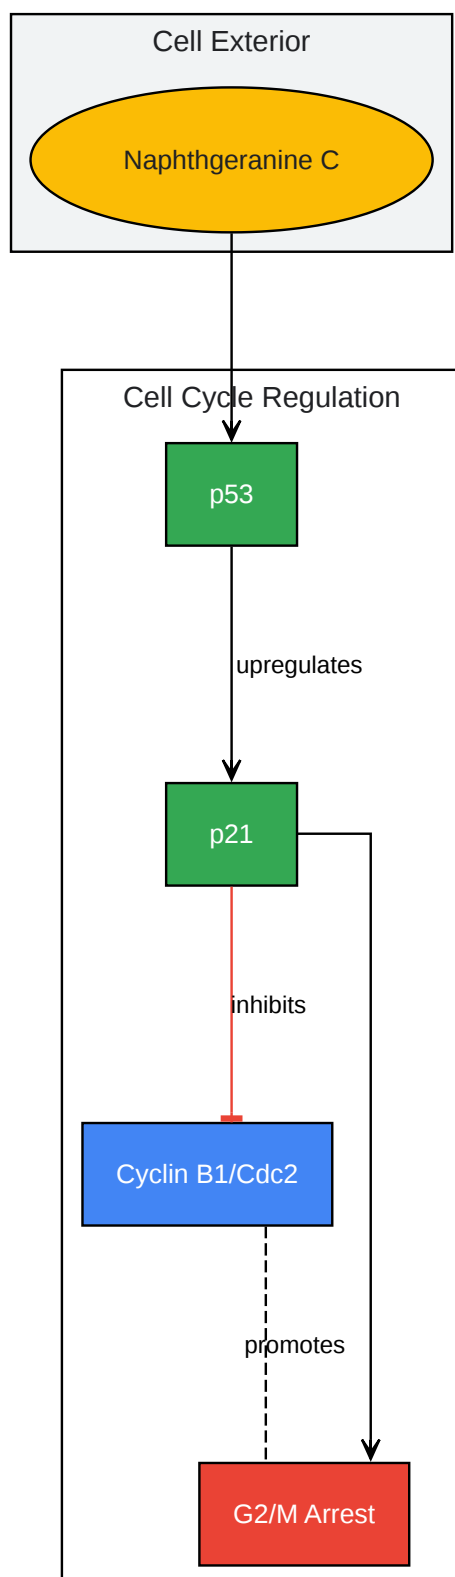 Cell Exterior
Naphthgeranine C
Cell Cycle Regulation
p53
upregulates
p21
inhibits
Cyclin B1/Cdc2
promotes
G2/M Arrest